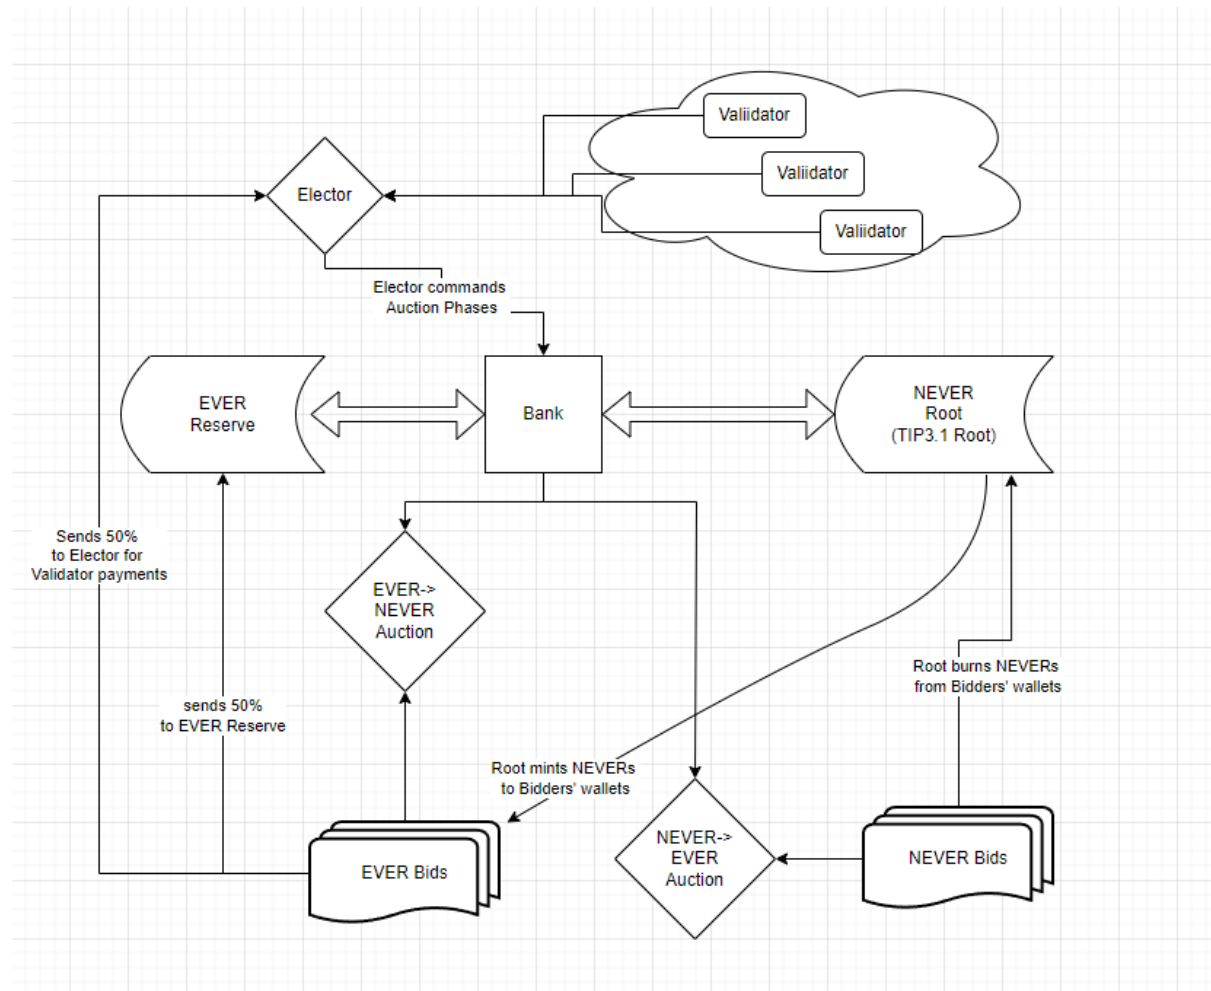 Valiidator
Valiidator
Elector
Valiidator
Elector commands
Auction Phases
EVER
Reserve
Bank
NEVER
Root
(TIP3.1 Root)
Sends 50%
to Elector for
Validator payments
EVER->
NEVER
Auction
Root burns NEVERs
from Bidders' wallets
sends 50%
to EVER Reserve
Root mints NEVERs
to Bidders' wallets
NEVER->
EVER
Auction
NEVER Bids
EVER Bids